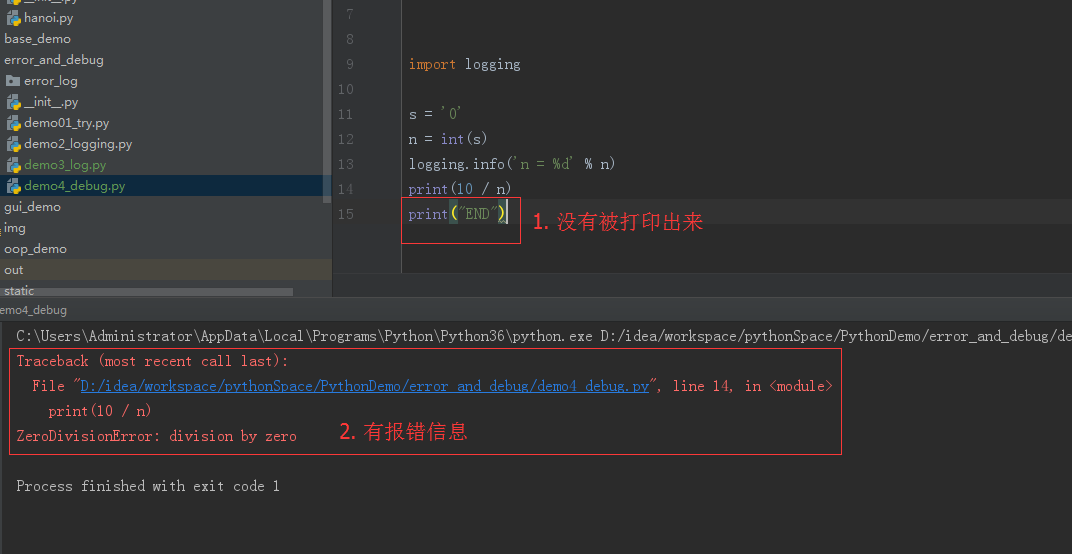 __init__.py
hanoi.py
base_demo
error_and_debug
error_log
__init__.py
demo01_try.py
demo2_logging.py
demo3_log.py
demo4_debug.py
gui_demo
img
oop_demo
out
static
7
8
9 import logging
10
11 s = '0'
12 n = int(s)
13 logging.info('n = %d' % n)
14 print(10 / n)
15 print("END")
1. 没有被打印出来
emo4_debug
C:\Users\Administrator\AppData\Local\Programs\Python\Python36\python.exe D:/idea/workspace/pythonSpace/PythonDemo/error_and_debug/de
Traceback (most recent call last):
File "D:/idea/workspace/pythonSpace/PythonDemo/error_and_debug/demo4_debug.py", line 14, in <module>
print(10 / n)
ZeroDivisionError: division by zero
2. 有报错信息
Process finished with exit code 1